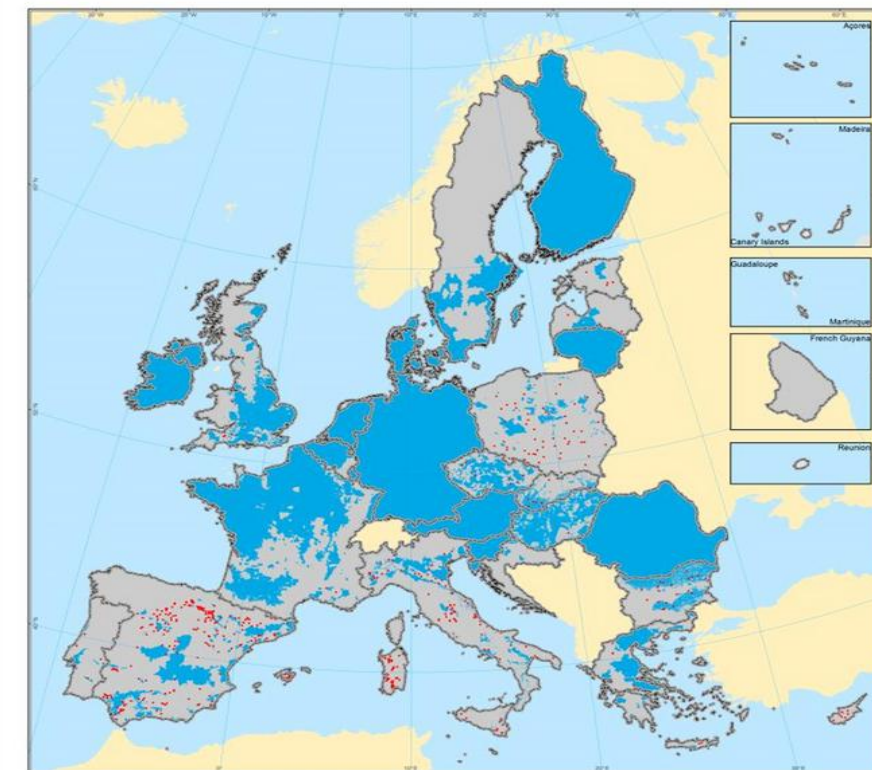 Açores
Madeira
Canary Islands
Guadaloupe
Martinique
French Guyana
Reunion